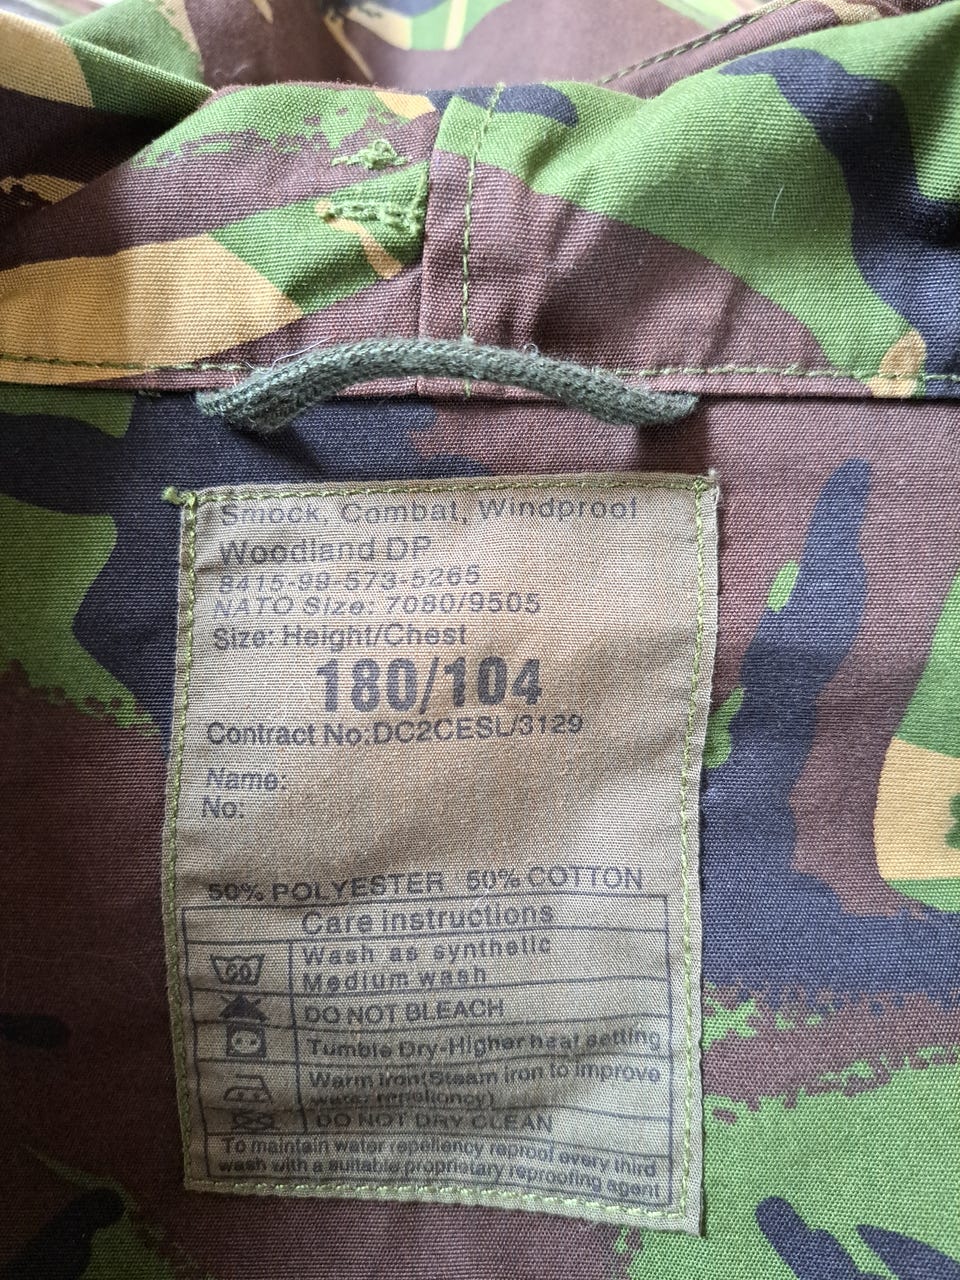 Smock, Combat, Windproof
Woodland DP
8415-99-573-5265
NATO Size: 7080/9505
Size: Height/Chest
180/104
Contract No:DC2CESL/3129
Name:
No:
50% POLYESTER 50% COTTON
Care instructions
60
Wash as synthetic
Medium wash
DO NOT BLEACH
Tumble Dry-Higher heat setting
Warm iron(Steam iron to improve
water repellency)
DO NOT DRY CLEAN
To maintain water repellency reproof every third
wash with a suitable proprietary reproofing agent